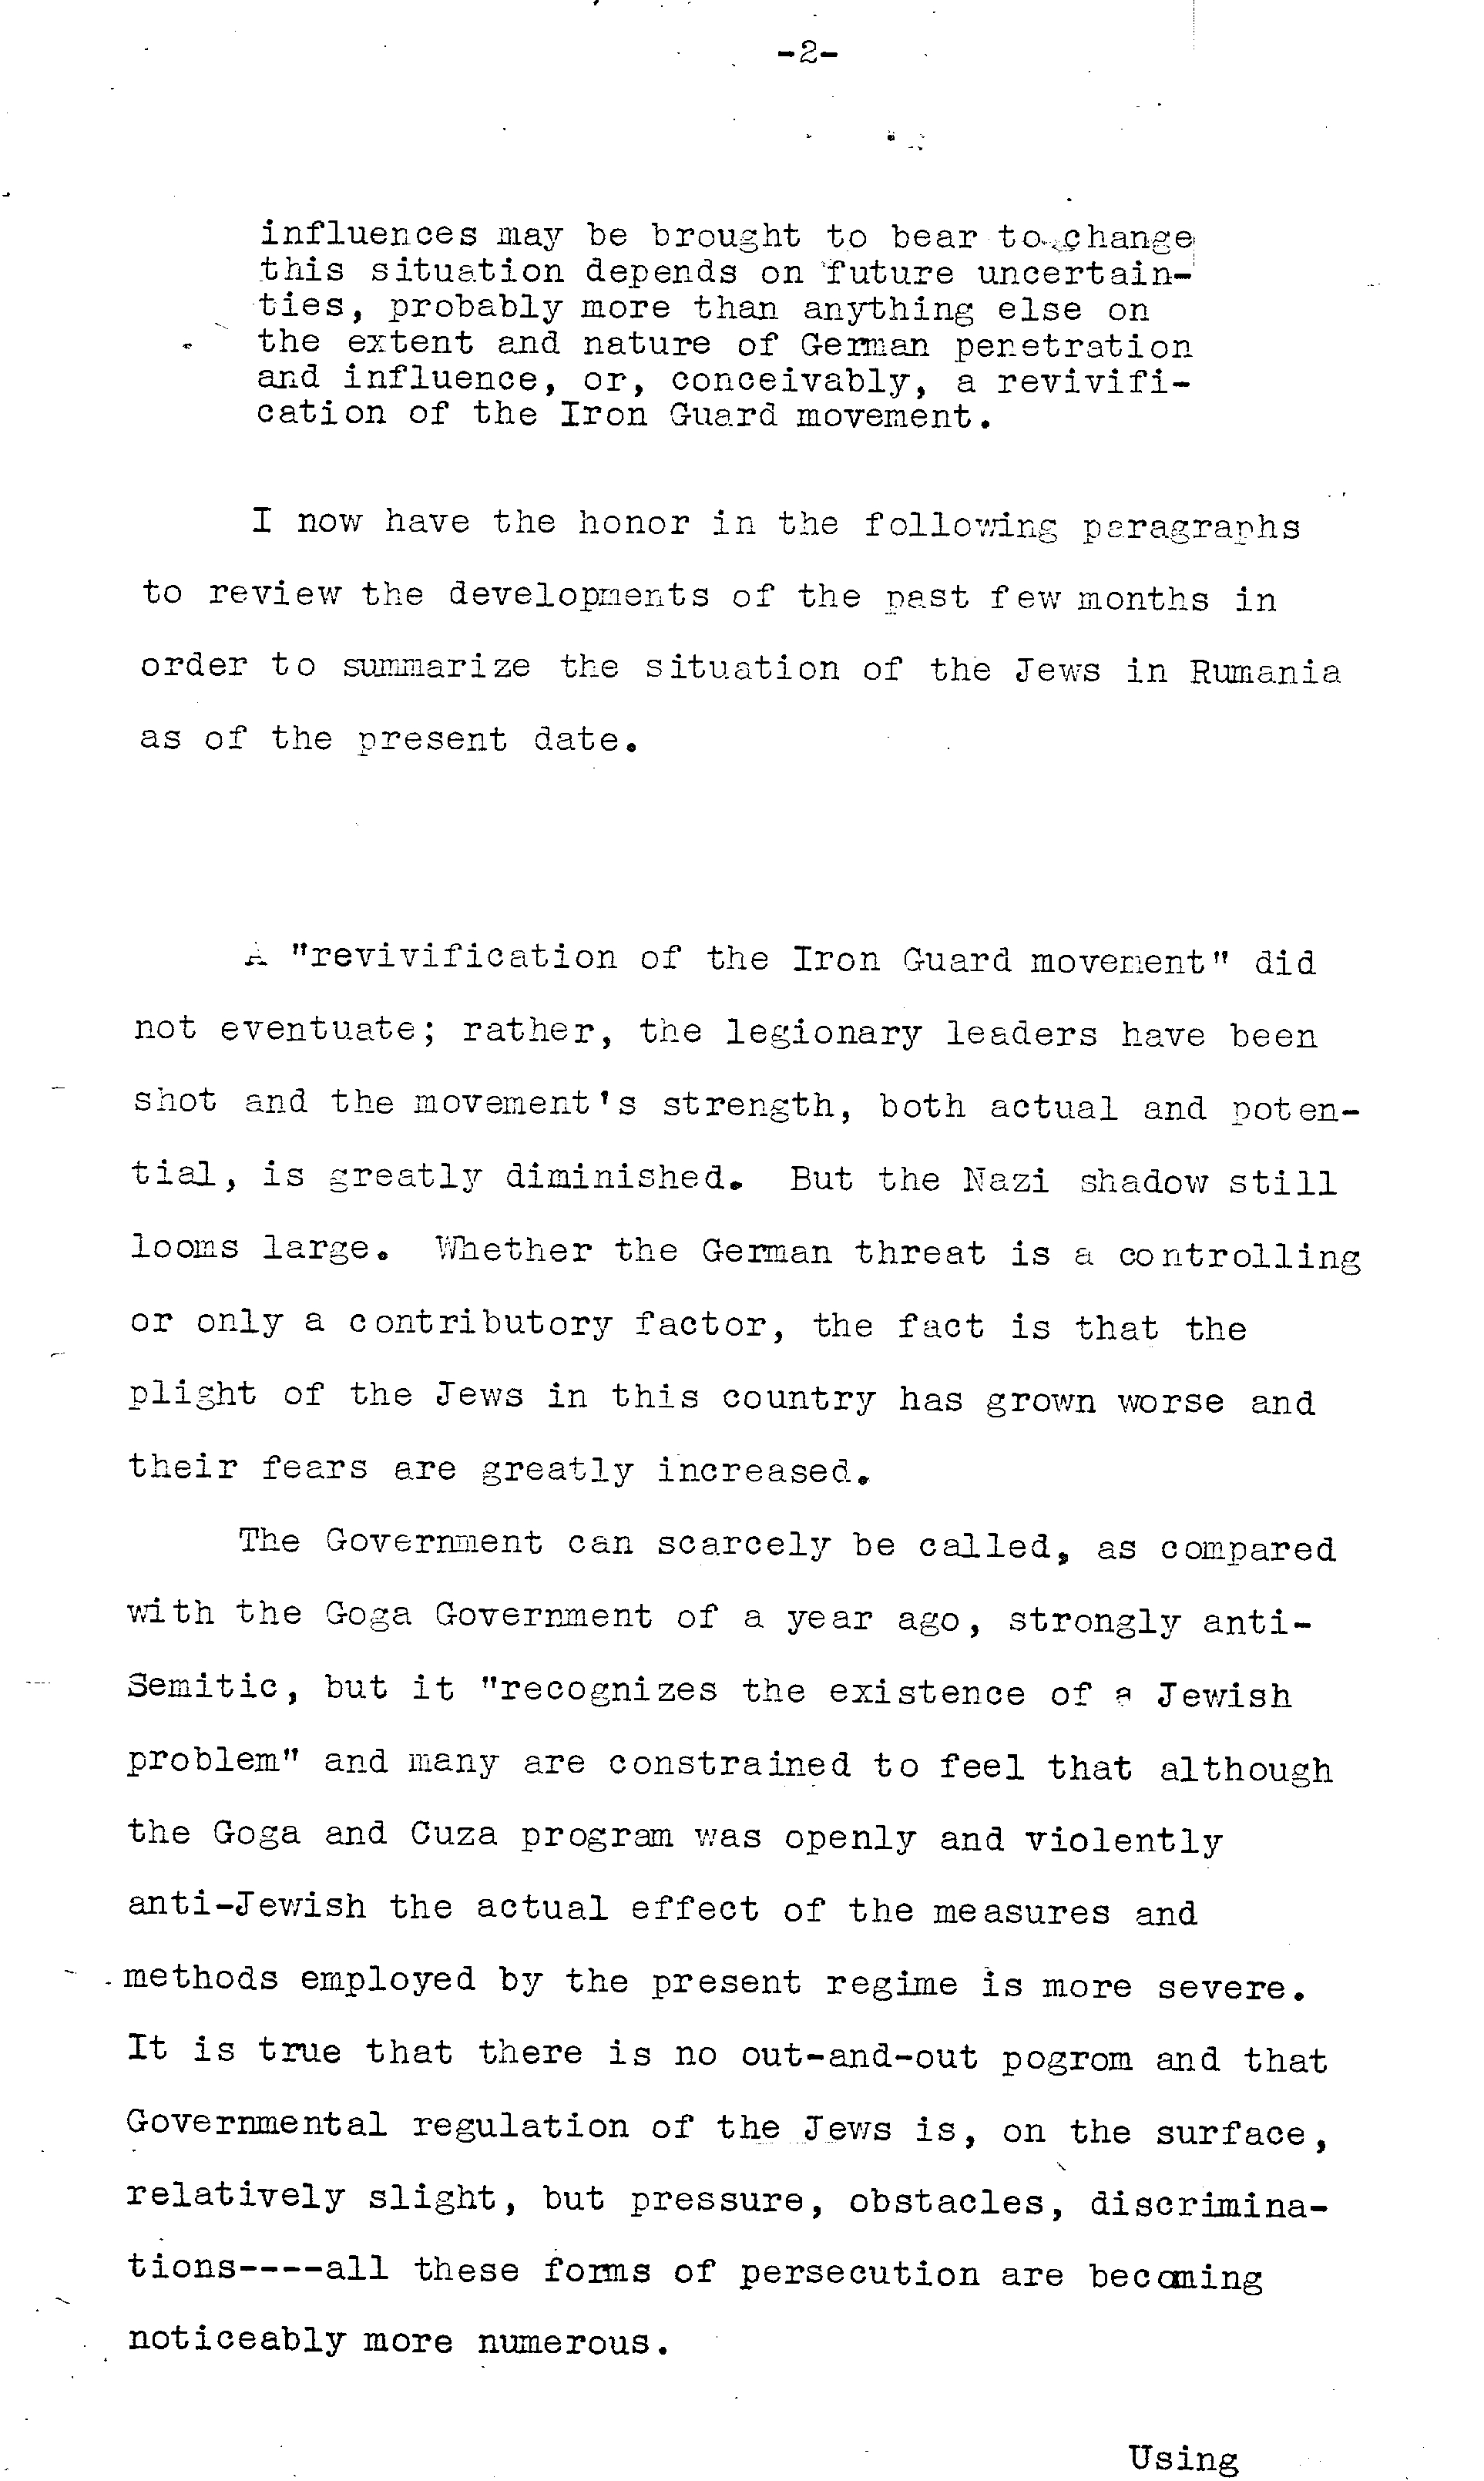 -2-
influences may be brought to bear to change
this situation depends on future uncertain-
ties, probably more than anything else on
the extent and nature of German penetration
and influence, or, conceivably, a revivifi-
cation of the Iron Guard movement.
I now have the honor in the following paragraphs
to review the developments of the past few months in
order to summarize the situation of the Jews in Rumania
as of the present date.
A "revivification of the Iron Guard movement" did
not eventuate; rather, the legionary leaders have been
shot and the movement's strength, both actual and poten-
tial, is greatly diminished. But the Nazi shadow still
looms large. Whether the German threat is a controlling
or only a contributory factor, the fact is that the
plight of the Jews in this country has grown worse and
their fears are greatly increased.
The Government can scarcely be called, as compared
with the Goga Government of a year ago, strongly anti-
Semitic, but it "recognizes the existence of a Jewish
problem" and many are constrained to feel that although
the Goga and Cuza program was openly and violently
anti-Jewish the actual effect of the measures and
methods employed by the present regime is more severe.
It is true that there is no out-and-out pogrom and that
Governmental regulation of the Jews is, on the surface,
relatively slight, but pressure, obstacles, discrimina-
tions----all these forms of persecution are becoming
noticeably more numerous.
Using